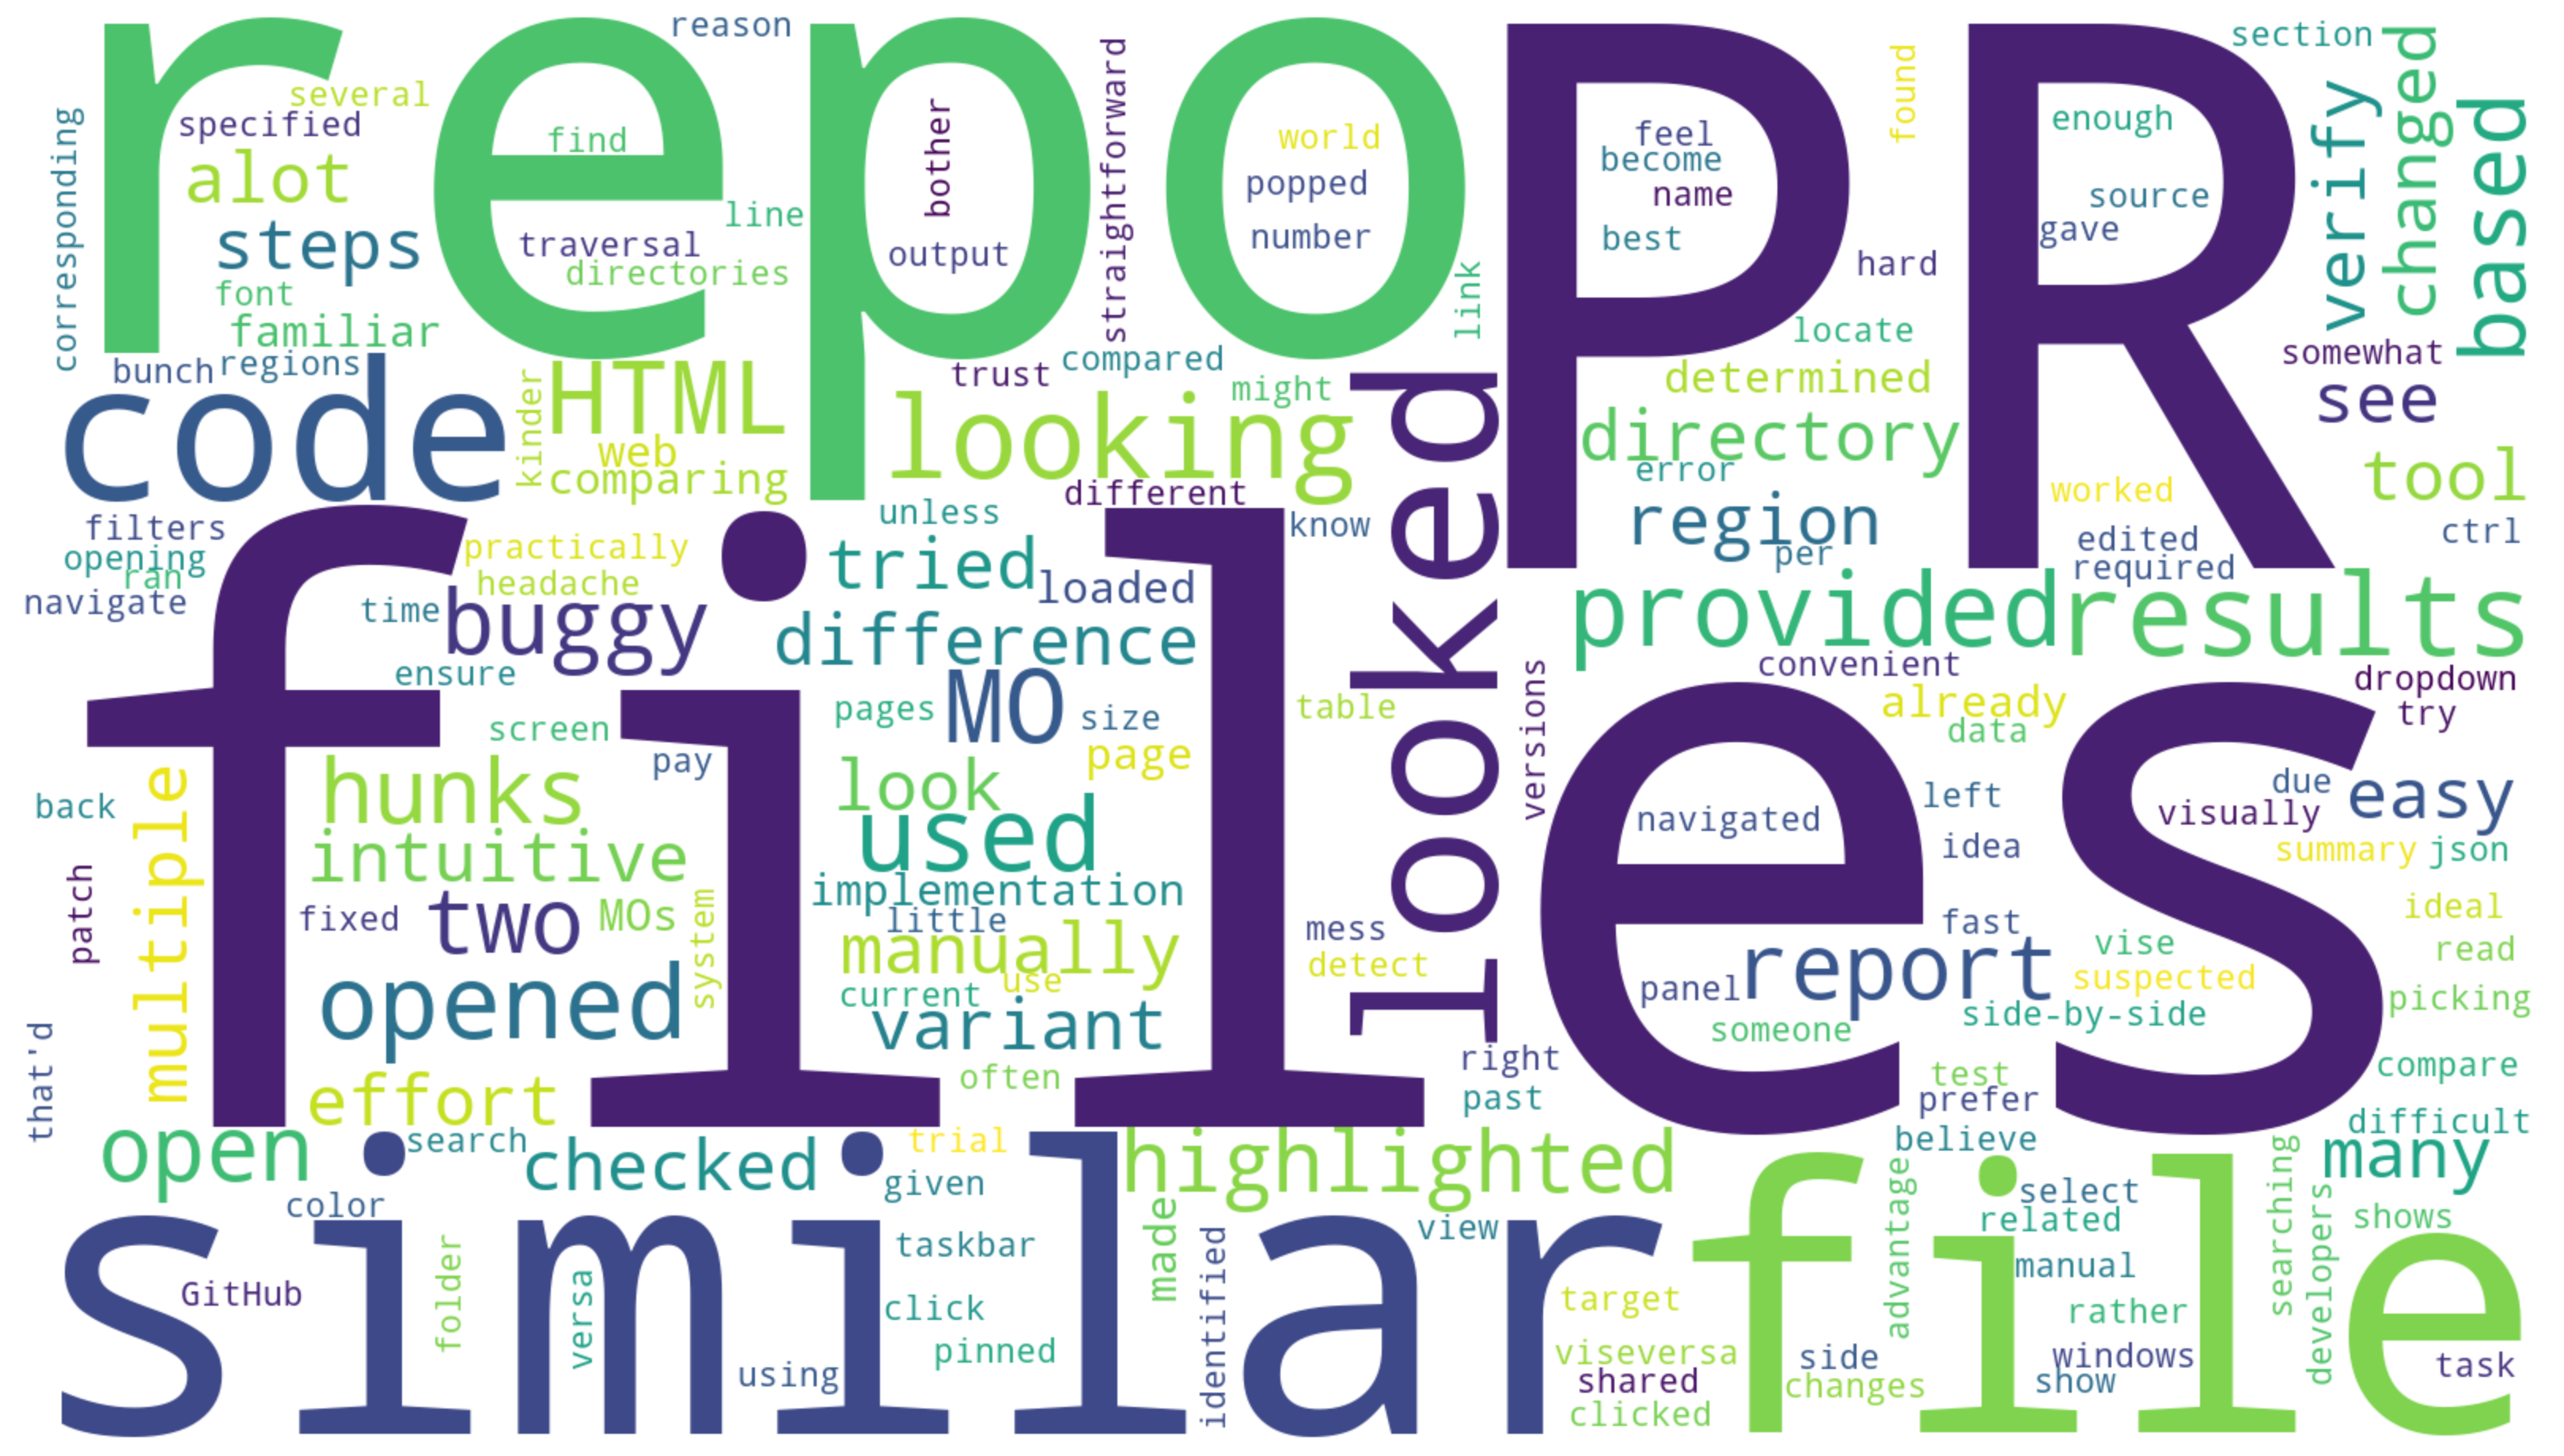 repo
PR
files
similar
file
looked
code
looking
HTML
reason
several
specified
find
alot
steps
font
familiar
corresponding
traversal
line
directories
bother
output
straightforward
world
popped
number
link
feel
become
name
best
found
hard
locate
enough
source
gave
section
verify
changed
based
somewhat
see
bunch
regions
kinder
web
comparing
trust
compared
might
different
determined
directory
error
region
per
worked
edited
required
tool
ctrl
filters
opening
ran
navigate
practically
headache
time
buggy
ensure
unless
tried
loaded
know
difference
provided
results
convenient
already
data
dropdown
try
screen
pay
pages
MO
size
page
table
versions
back
multiple
hunks
intuitive
look
used
navigated
left
idea
due
visually
easy
summary
json
patch
fixed
two
MOs
system
implementation
little
manually
current
use
variant
mess
detect
fast
report
panel
someone
vise
suspected
side-by-side
ideal
read
picking
that'd
opened
effort
often
right
past
test
prefer
compare
difficult
many
open
search
checked
trial
given
highlighted
believe
color
GitHub
folder
versa
taskbar
click
pinned
using
made
identified
view
target
viseversa
shared
clicked
advantage
select
related
manual
rather
windows
show
side
changes
searching
developers
shows
task